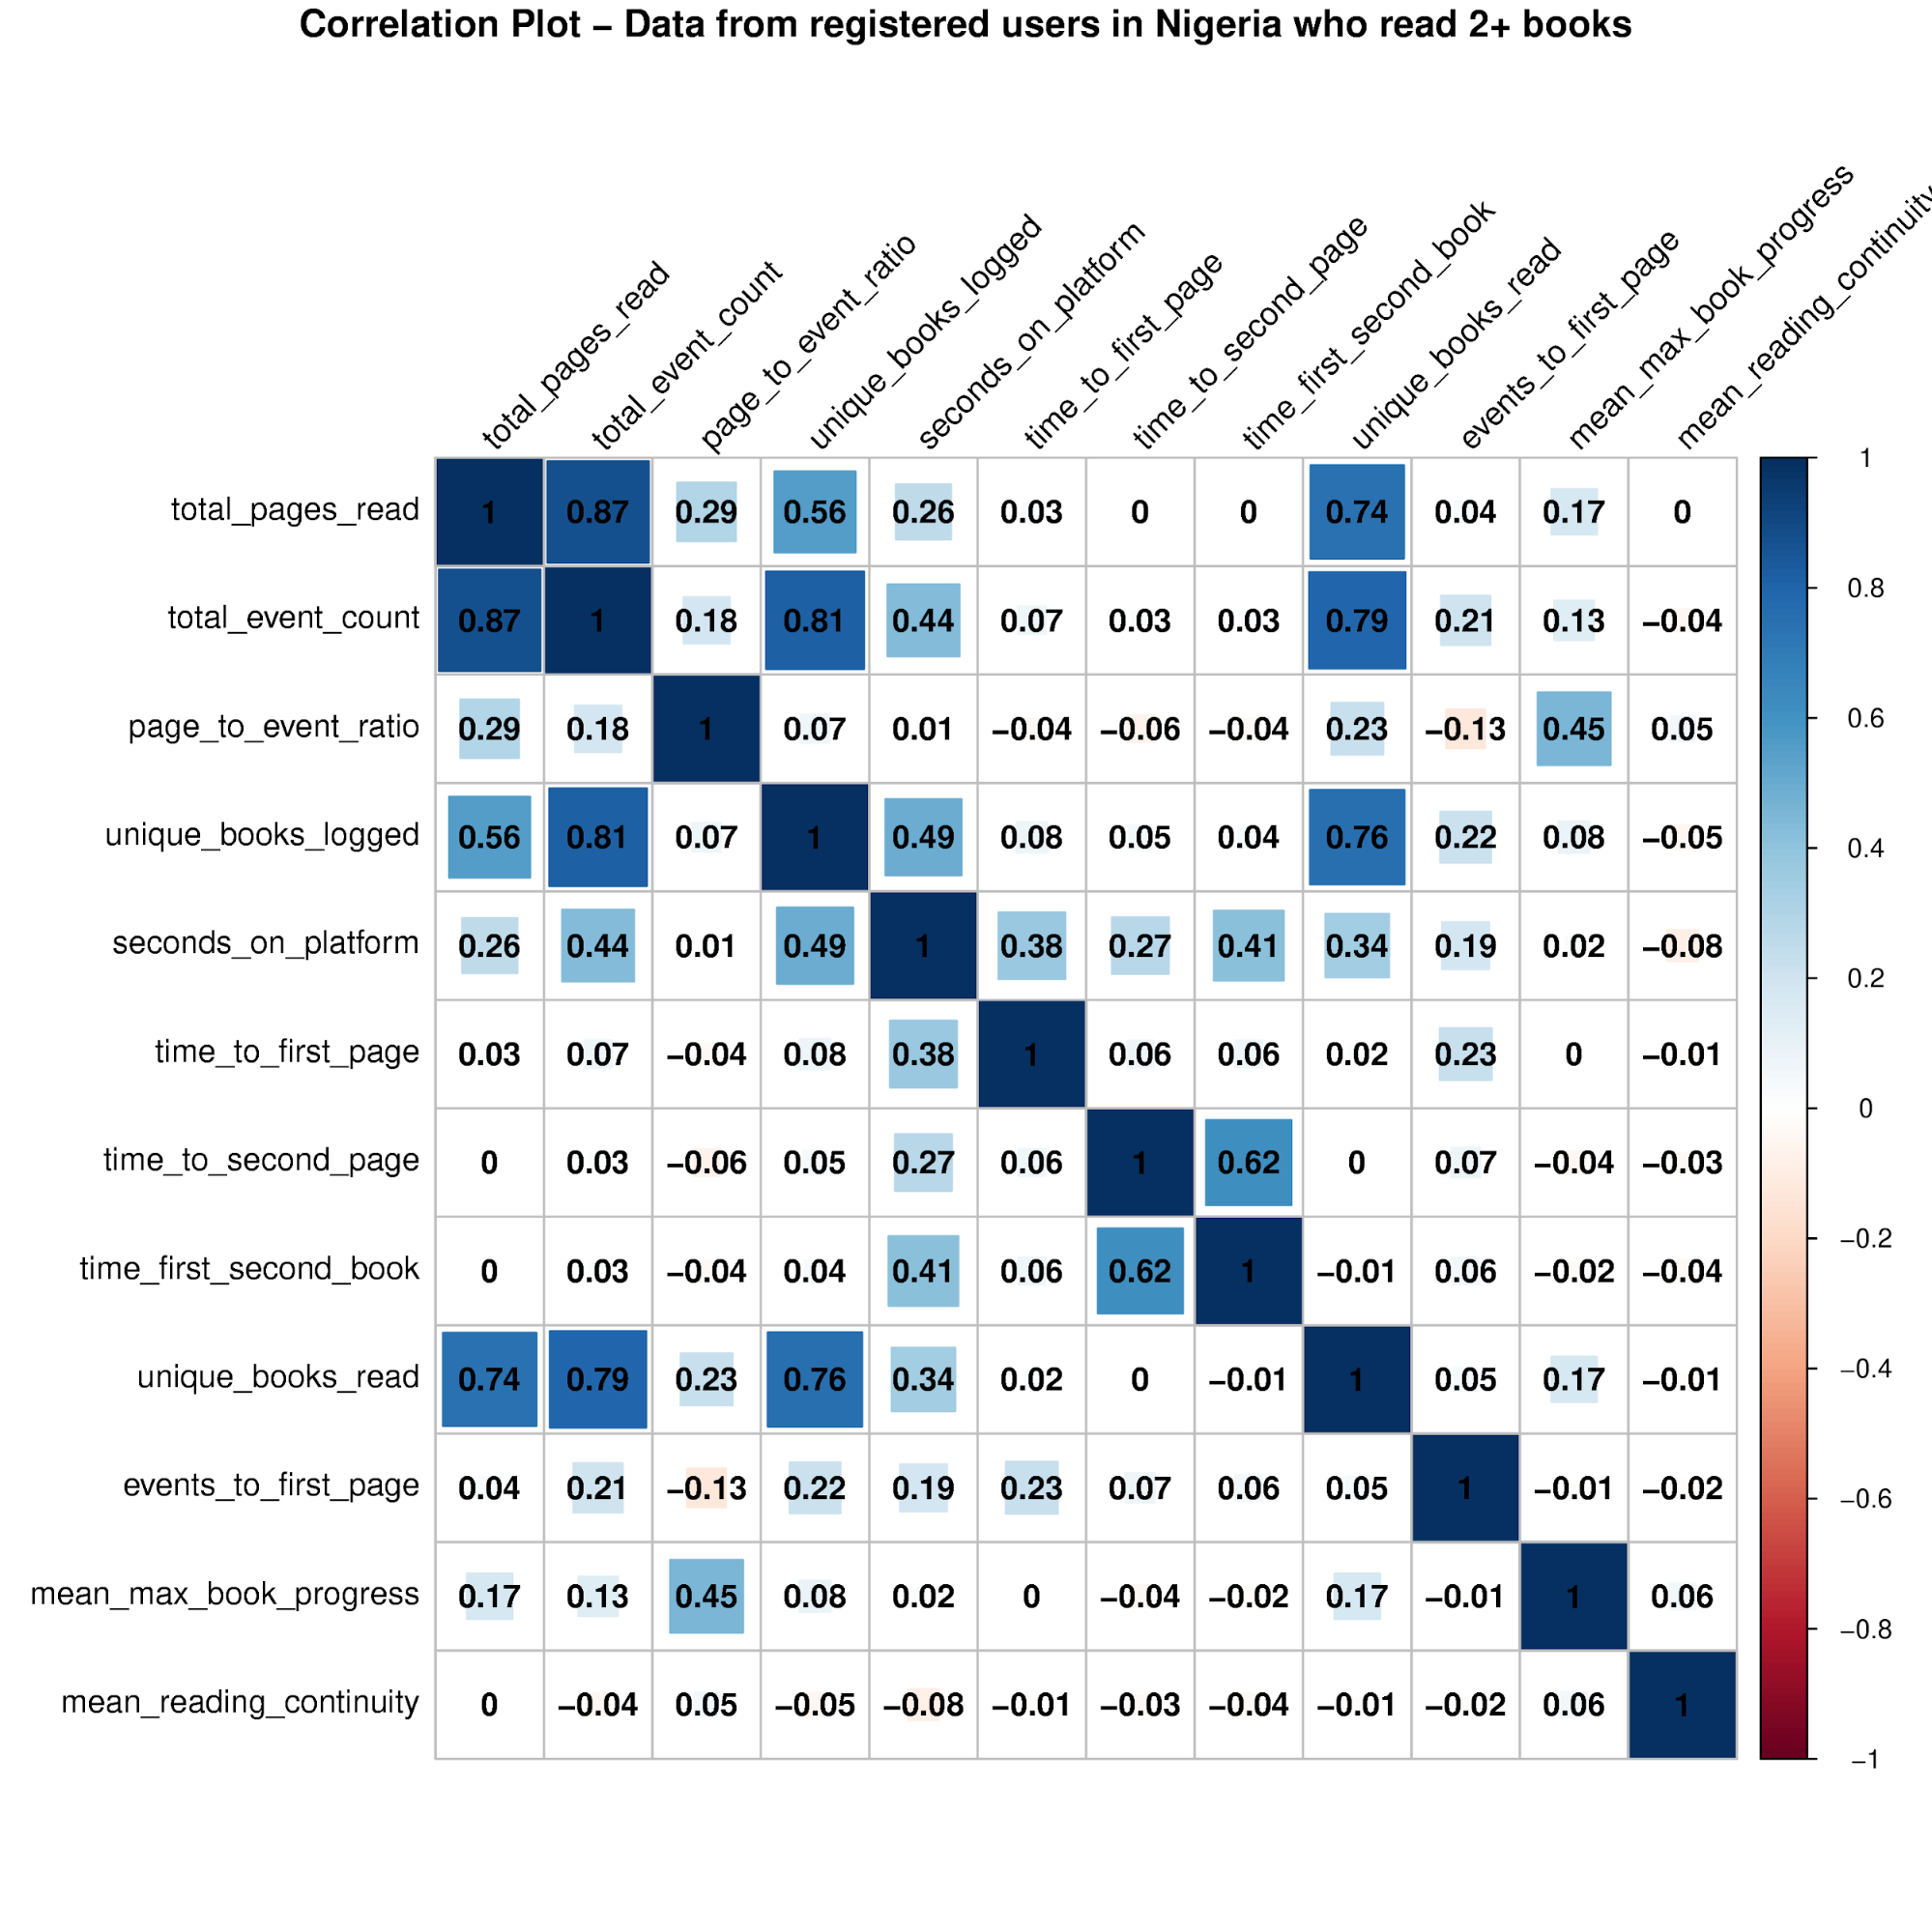 Correlation Plot – Data from registered users in Nigeria who read 2+ books
total_pages_read
total_event_count
page_to_event_ratio
unique_books_logged
seconds_on_platform
time_to_first_page
time_to_second_page
time_first_second_book
unique_books_read
events_to_first_page
mean_max_book_progress
mean_reading_continuity
total_pages_read 1 0.87 0.29 0.56 0.26 0.03 0 0 0.74 0.04 0.17 0
total_event_count 0.87 1 0.18 0.81 0.44 0.07 0.03 0.03 0.79 0.21 0.13 −0.04
page_to_event_ratio 0.29 0.18 1 0.07 0.01 −0.04 −0.06 −0.04 0.23 −0.13 0.45 0.05
unique_books_logged 0.56 0.81 0.07 1 0.49 0.08 0.05 0.04 0.76 0.22 0.08 −0.05
seconds_on_platform 0.26 0.44 0.01 0.49 1 0.38 0.27 0.41 0.34 0.19 0.02 −0.08
time_to_first_page 0.03 0.07 −0.04 0.08 0.38 1 0.06 0.06 0.02 0.23 0 −0.01
time_to_second_page 0 0.03 −0.06 0.05 0.27 0.06 1 0.62 0 0.07 −0.04 −0.03
time_first_second_book 0 0.03 −0.04 0.04 0.41 0.06 0.62 1 −0.01 0.06 −0.02 −0.04
unique_books_read 0.74 0.79 0.23 0.76 0.34 0.02 0 −0.01 1 0.05 0.17 −0.01
events_to_first_page 0.04 0.21 −0.13 0.22 0.19 0.23 0.07 0.06 0.05 1 −0.01 −0.02
mean_max_book_progress 0.17 0.13 0.45 0.08 0.02 0 −0.04 −0.02 0.17 −0.01 1 0.06
mean_reading_continuity 0 −0.04 0.05 −0.05 −0.08 −0.01 −0.03 −0.04 −0.01 −0.02 0.06 1
1
0.8
0.6
0.4
0.2
0
−0.2
−0.4
−0.6
−0.8
−1